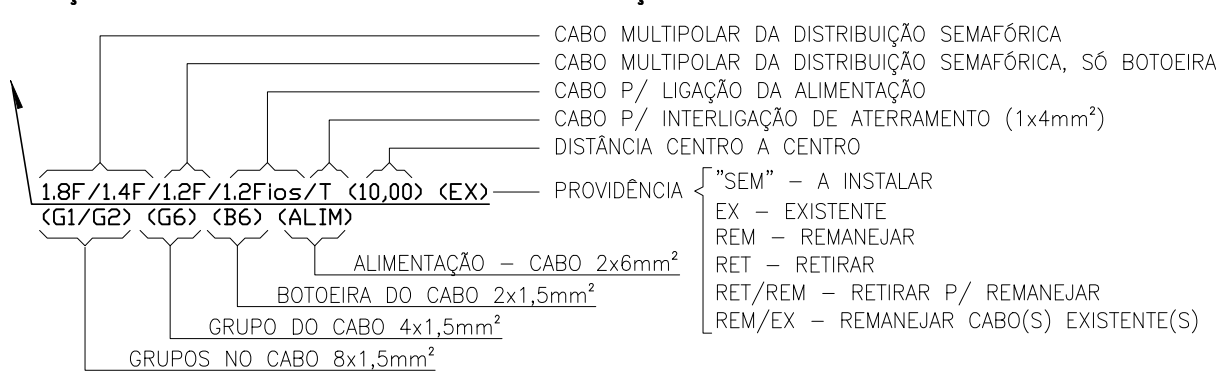 CABO MULTIPOLAR DA DISTRIBUIÇÃO SEMAFÓRICA
CABO MULTIPOLAR DA DISTRIBUIÇÃO SEMAFÓRICA, SÓ BOTOEIRA
CABO P/ LIGAÇÃO DA ALIMENTAÇÃO
CABO P/ INTERLIGAÇÃO DE ATERRAMENTO (1x4mm²)
DISTÂNCIA CENTRO A CENTRO
1.8F/1.4F/1.2F/1.2Fios/T (10,00) (EX)
PROVIDÊNCIA
"SEM" – A INSTALAR
EX – EXISTENTE
REM – REMANEJAR
RET – RETIRAR
RET/REM – RETIRAR P/ REMANEJAR
REM/EX – REMANEJAR CABO(S) EXISTENTE(S)
(G1/G2) (G6) (B6) (ALIM)
ALIMENTAÇÃO – CABO 2x6mm²
BOTOEIRA DO CABO 2x1,5mm²
GRUPO DO CABO 4x1,5mm²
GRUPOS NO CABO 8x1,5mm²